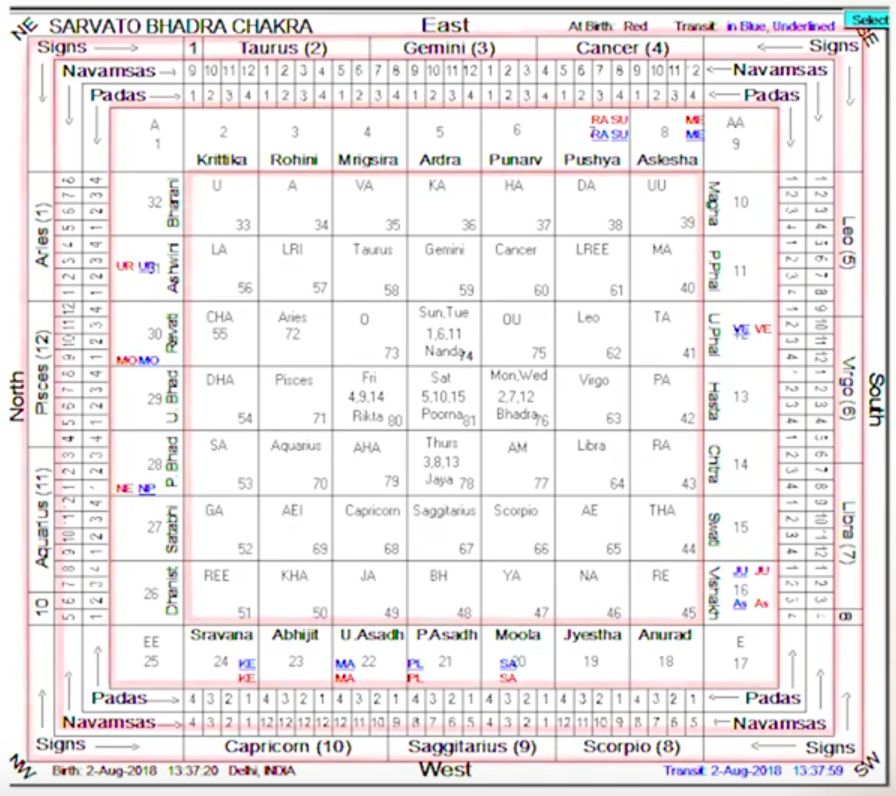 NE SARVATO BHADRA CHAKRA East At Birth: Red Transit: in Blue, Underlined Select
SE
Signs 1 Taurus (2) Gemini (3) Cancer (4) Signs
Navamsas 9 10 11 12 1 2 3 4 5 6 7 8 9 10 11 12 1 2 3 4 5 6 7 8 9 10 11 12 Navamsas
Padas 1 2 3 4 1 2 3 4 1 2 3 4 1 2 3 4 1 2 3 4 1 2 3 4 1 2 3 4 Padas
RA SU ME
A 2 3 4 5 6 RA SU 8 ME AA
1 9
Krittika Rohini Mrigsira Ardra Punarv Pushya Askesha
Aries (1) 32 Bharani U A VA KA HA DA UU Magha 10 Leo (5)
33 34 35 36 37 38 39
UR UR 31 Ashwini LA LRI Taurus Gemini Cancer LREE MA P.Phal 11
56 57 58 59 60 61 40
Pisces (12) 30 Revati CHA Aries O Sun,Tue OU Leo TA U.Phal VE VE Virgo (6)
55 72 1,6,11
MO MO 73 Nanda 74 75 62 41
29 U. Bhad DHA Pisces Fri Sat Mon,Wed Virgo PA Hasta 13
4,9,14 5,10,15 2,7,12
54 71 Rikta 80 Poorna 81 Bhadra 76 63 42
North South
Aquarius (11) 28 P. Bhad SA Aquarius AHA Thurs AM Libra RA Chitra 14 Libra (7)
3,8,13
NE NP 53 70 79 Jaya 78 77 64 43
27 Satabhi GA AEI Capricorn Saggitarius Scorpio AE THA Swati 15
52 69 68 67 66 65 44
10 26 Dhanist REE KHA JA BH YA NA RE Vishakh JU JU 8
16
As As
51 50 49 48 47 46 45
EE Sravana Abhijit U.Asadh P.Asadh Moola Jyestha Anurad E
25 24 KE 23 MA 22 PL 21 SA 20 19 18 17
KE MA PL SA
Padas 4 3 2 1 4 3 2 1 4 3 2 1 4 3 2 1 4 3 2 1 4 3 2 1 4 3 2 1 Padas
Navamsas 4 3 2 1 12 12 12 12 12 11 10 9 8 7 6 5 4 3 2 1 12 11 10 9 8 7 6 5 Navamsas
Signs Capricorn (10) Saggitarius (9) Scorpio (8) Signs
NW Birth: 2-Aug-2018 13:37:20 Delhi, INDIA West Transit: 2-Aug-2018 13:37:59 SW